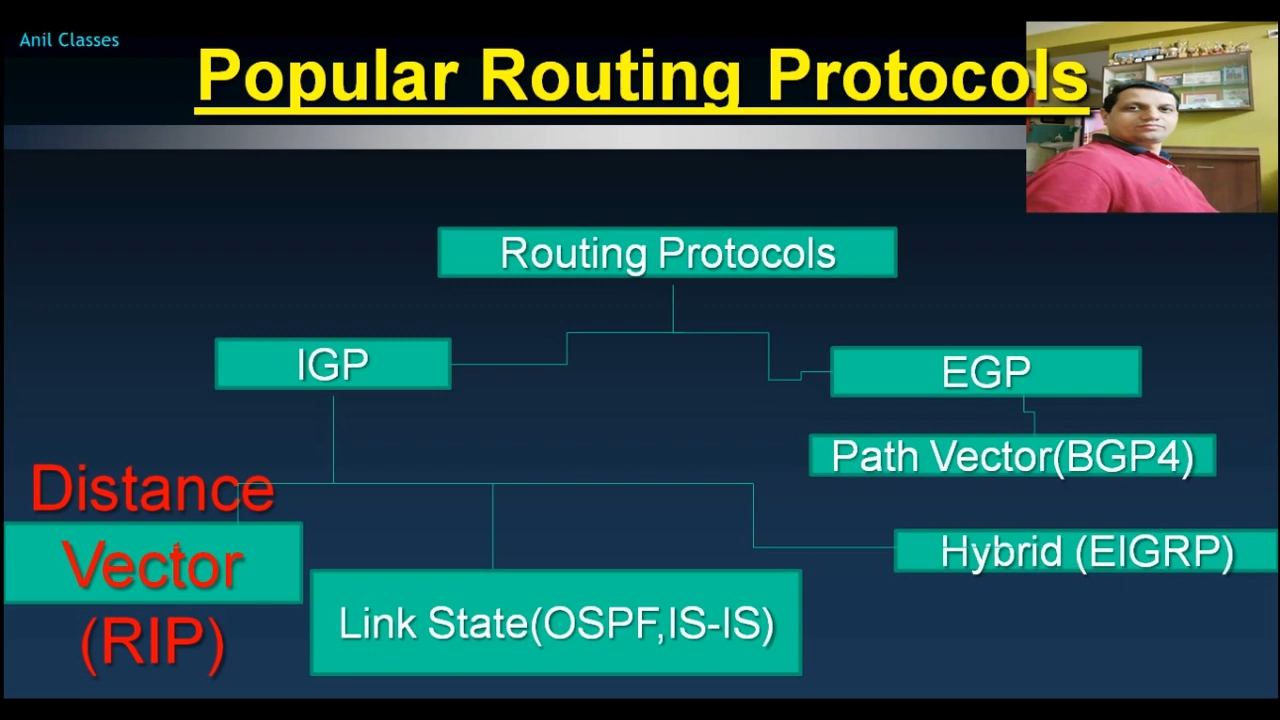 Anil Classes
Popular Routing Protocols
Routing Protocols
IGP
EGP
Path Vector(BGP4)
Distance
Vector
(RIP)
Hybrid (EIGRP)
Link State(OSPF,IS-IS)